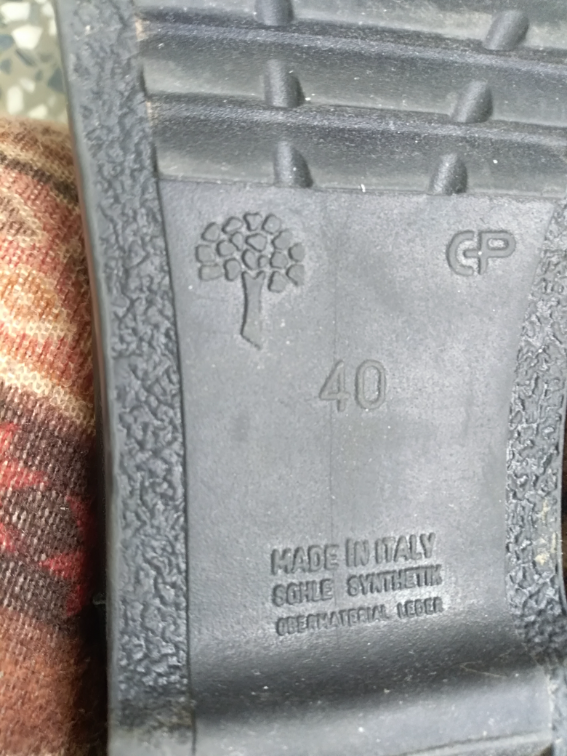 CP
40
MADE IN ITALY
SOHLE SYNTHETIK
OBERMATERIAL LEDER